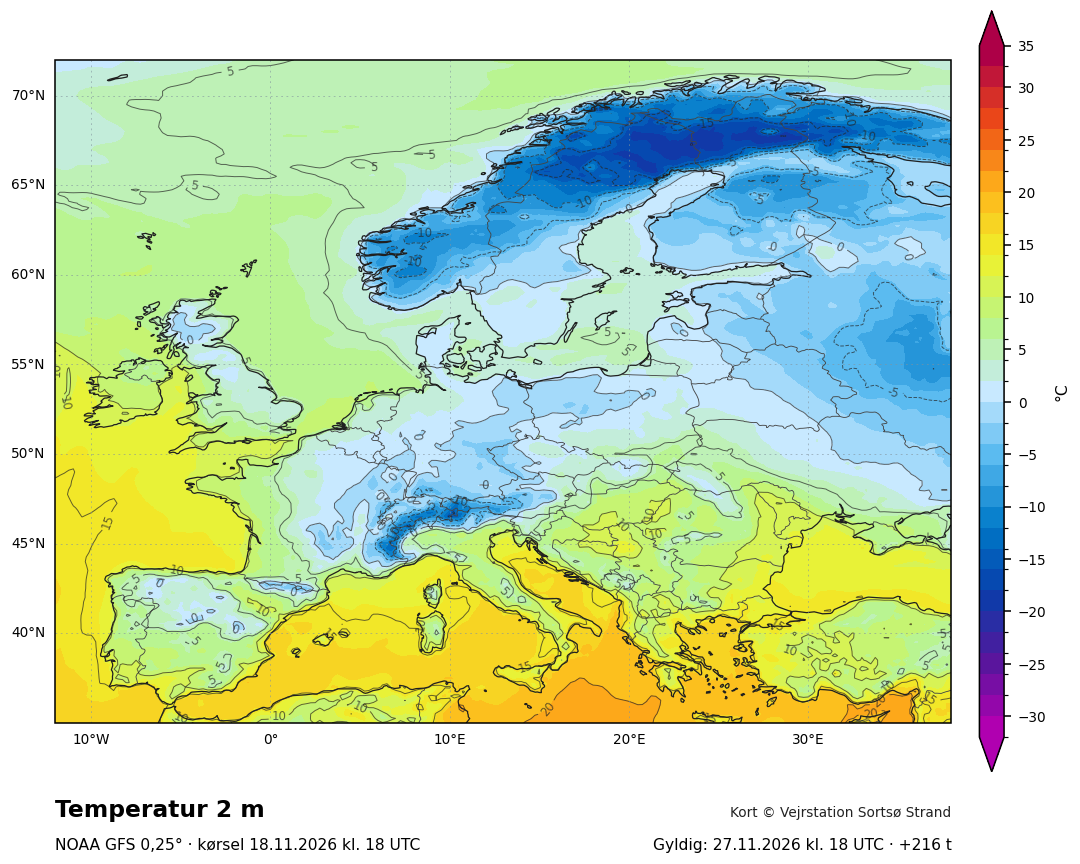 35
30
25
20
15
10
5
0
−5
−10
−15
−20
−25
−30
°C
70°N
65°N
60°N
55°N
50°N
45°N
40°N
10°W 0° 10°E 20°E 30°E
Temperatur 2 m
Kort © Vejrstation Sortsø Strand
NOAA GFS 0,25° · kørsel 18.11.2026 kl. 18 UTC
Gyldig: 27.11.2026 kl. 18 UTC · +216 t